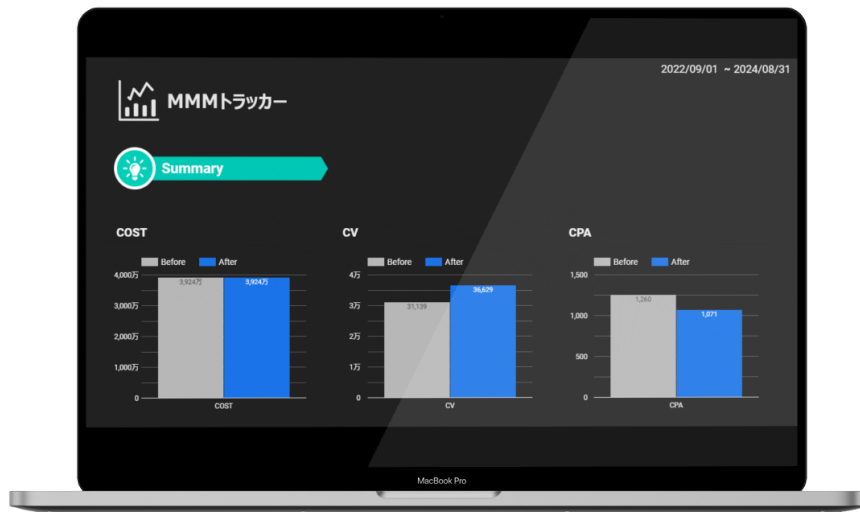 2022/09/01 ~ 2024/08/31
MMMトラッカー
Summary
COST
Before After
4,000万
3,000万
2,000万
1,000万
0
3,924万 3,924万
COST
CV
Before After
4万
3万
2万
1万
0
31,139 36,629
CV
CPA
Before After
1,500
1,000
500
0
1,260 1,071
CPA
MacBook Pro